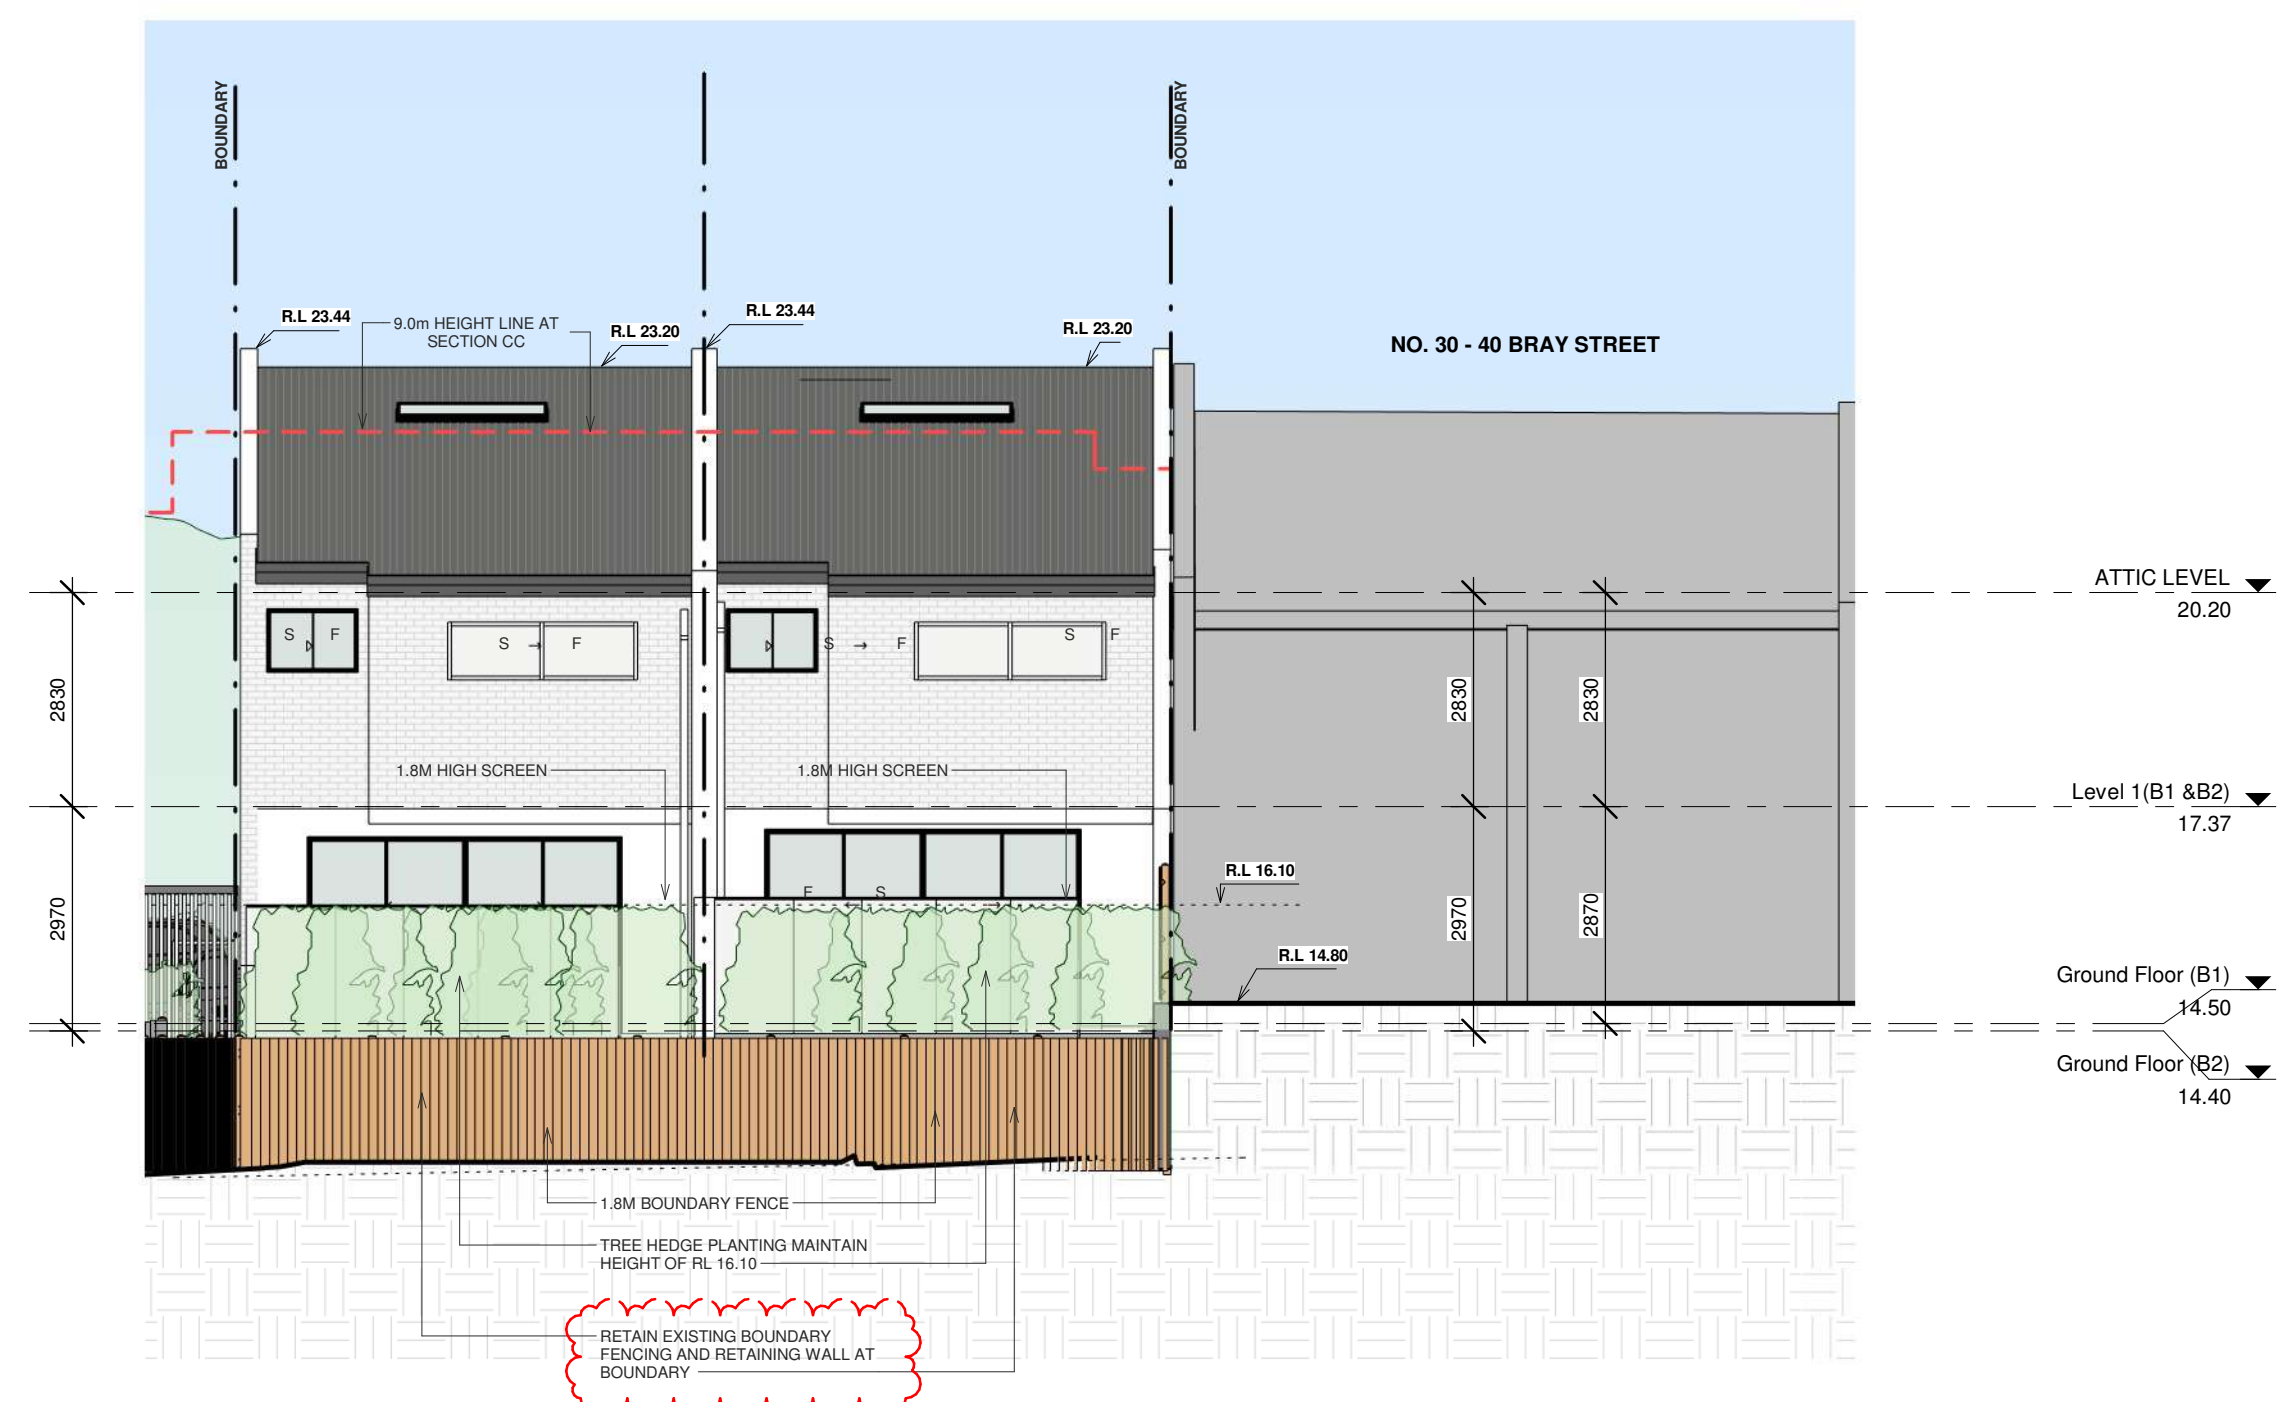 BOUNDARY
BOUNDARY
R.L 23.44
9.0m HEIGHT LINE AT
SECTION CC
R.L 23.20
R.L 23.44
R.L 23.20
NO. 30 - 40 BRAY STREET
ATTIC LEVEL
20.20
S F
S → F
S → F
S F
2830
2830
2830
1.8M HIGH SCREEN
1.8M HIGH SCREEN
Level 1(B1 &B2)
17.37
R.L 16.10
F S
2970
2970
2870
R.L 14.80
Ground Floor (B1)
14.50
Ground Floor (B2)
14.40
1.8M BOUNDARY FENCE
TREE HEDGE PLANTING MAINTAIN
HEIGHT OF RL 16.10
RETAIN EXISTING BOUNDARY
FENCING AND RETAINING WALL AT
BOUNDARY